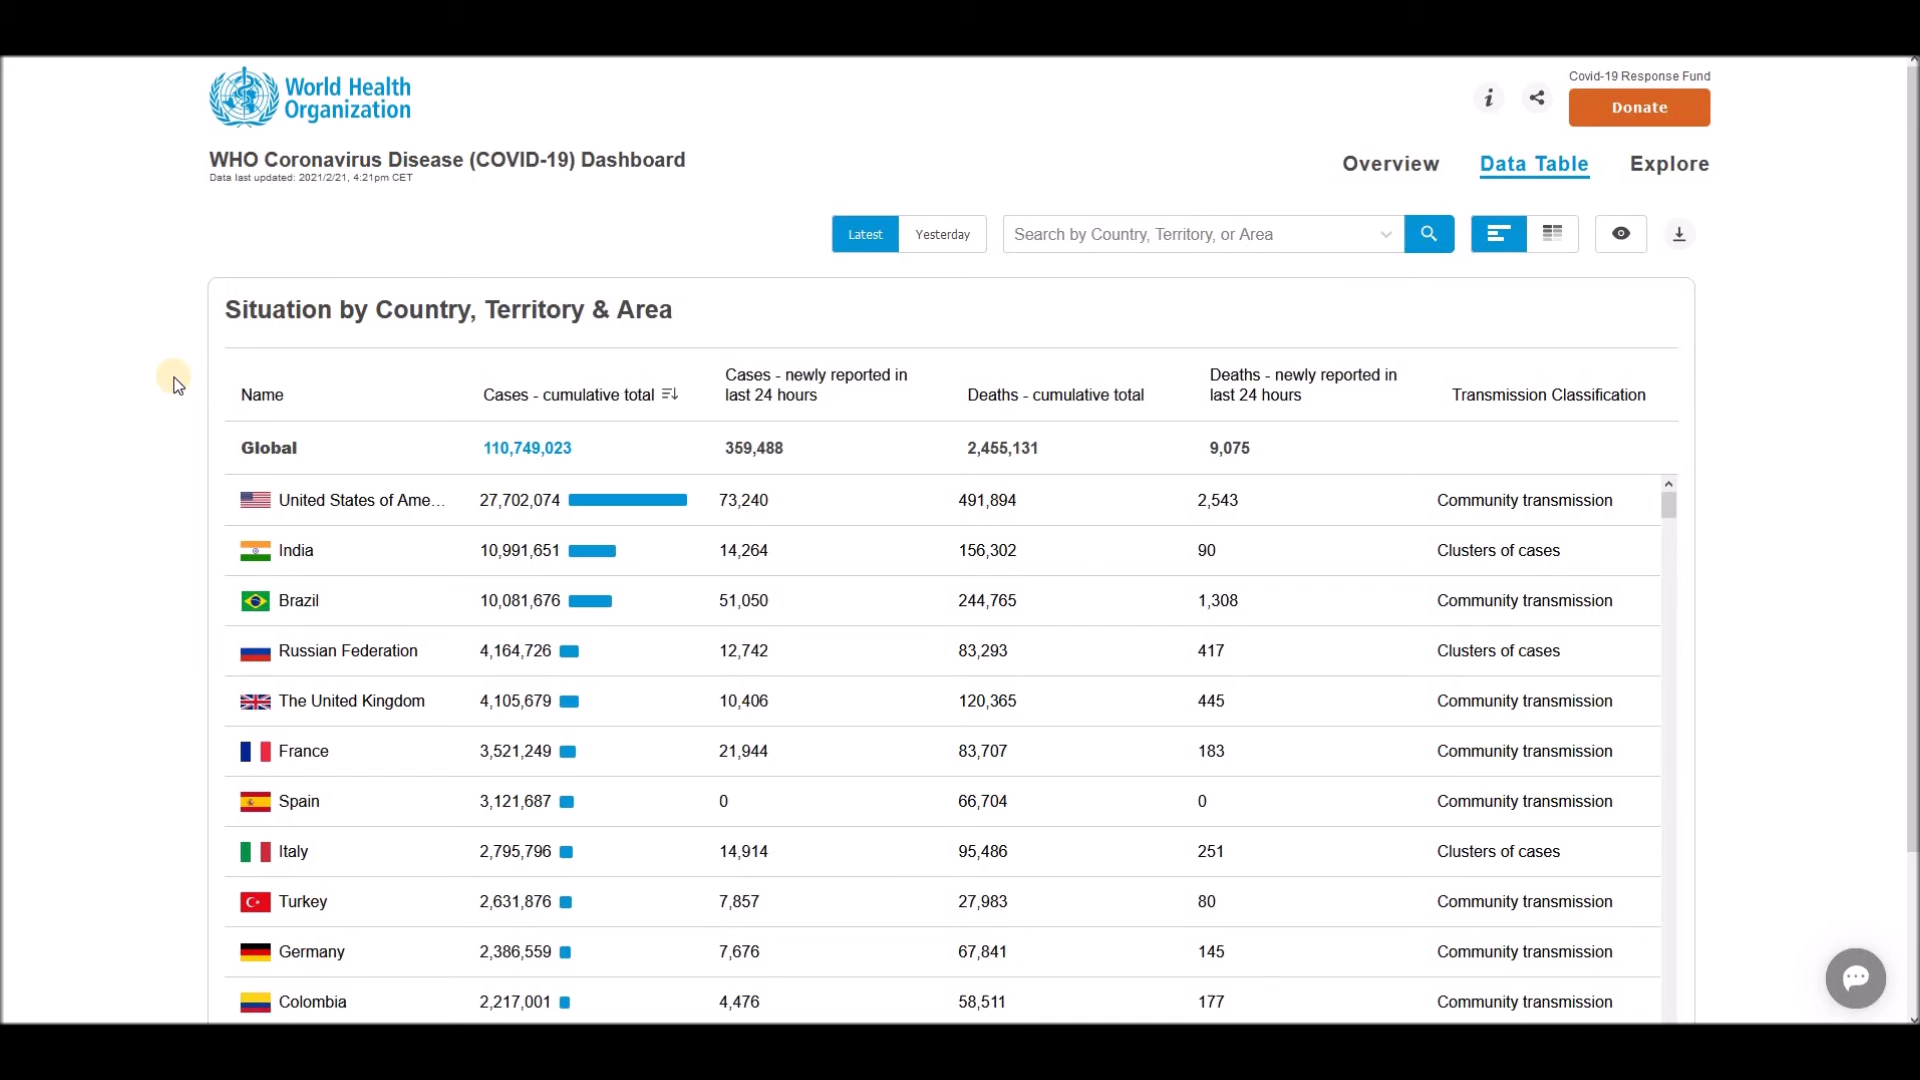 World Health
Organization
Covid-19 Response Fund
Donate
WHO Coronavirus Disease (COVID-19) Dashboard
Data last updated: 2021/2/21, 4:21pm CET
Overview Data Table Explore
Latest Yesterday Search by Country, Territory, or Area
Situation by Country, Territory & Area
Name Cases - cumulative total Cases - newly reported in last 24 hours Deaths - cumulative total Deaths - newly reported in last 24 hours Transmission Classification
Global 110,749,023 359,488 2,455,131 9,075
United States of Ame... 27,702,074 73,240 491,894 2,543 Community transmission
India 10,991,651 14,264 156,302 90 Clusters of cases
Brazil 10,081,676 51,050 244,765 1,308 Community transmission
Russian Federation 4,164,726 12,742 83,293 417 Clusters of cases
The United Kingdom 4,105,679 10,406 120,365 445 Community transmission
France 3,521,249 21,944 83,707 183 Community transmission
Spain 3,121,687 0 66,704 0 Community transmission
Italy 2,795,796 14,914 95,486 251 Clusters of cases
Turkey 2,631,876 7,857 27,983 80 Community transmission
Germany 2,386,559 7,676 67,841 145 Community transmission
Colombia 2,217,001 4,476 58,511 177 Community transmission